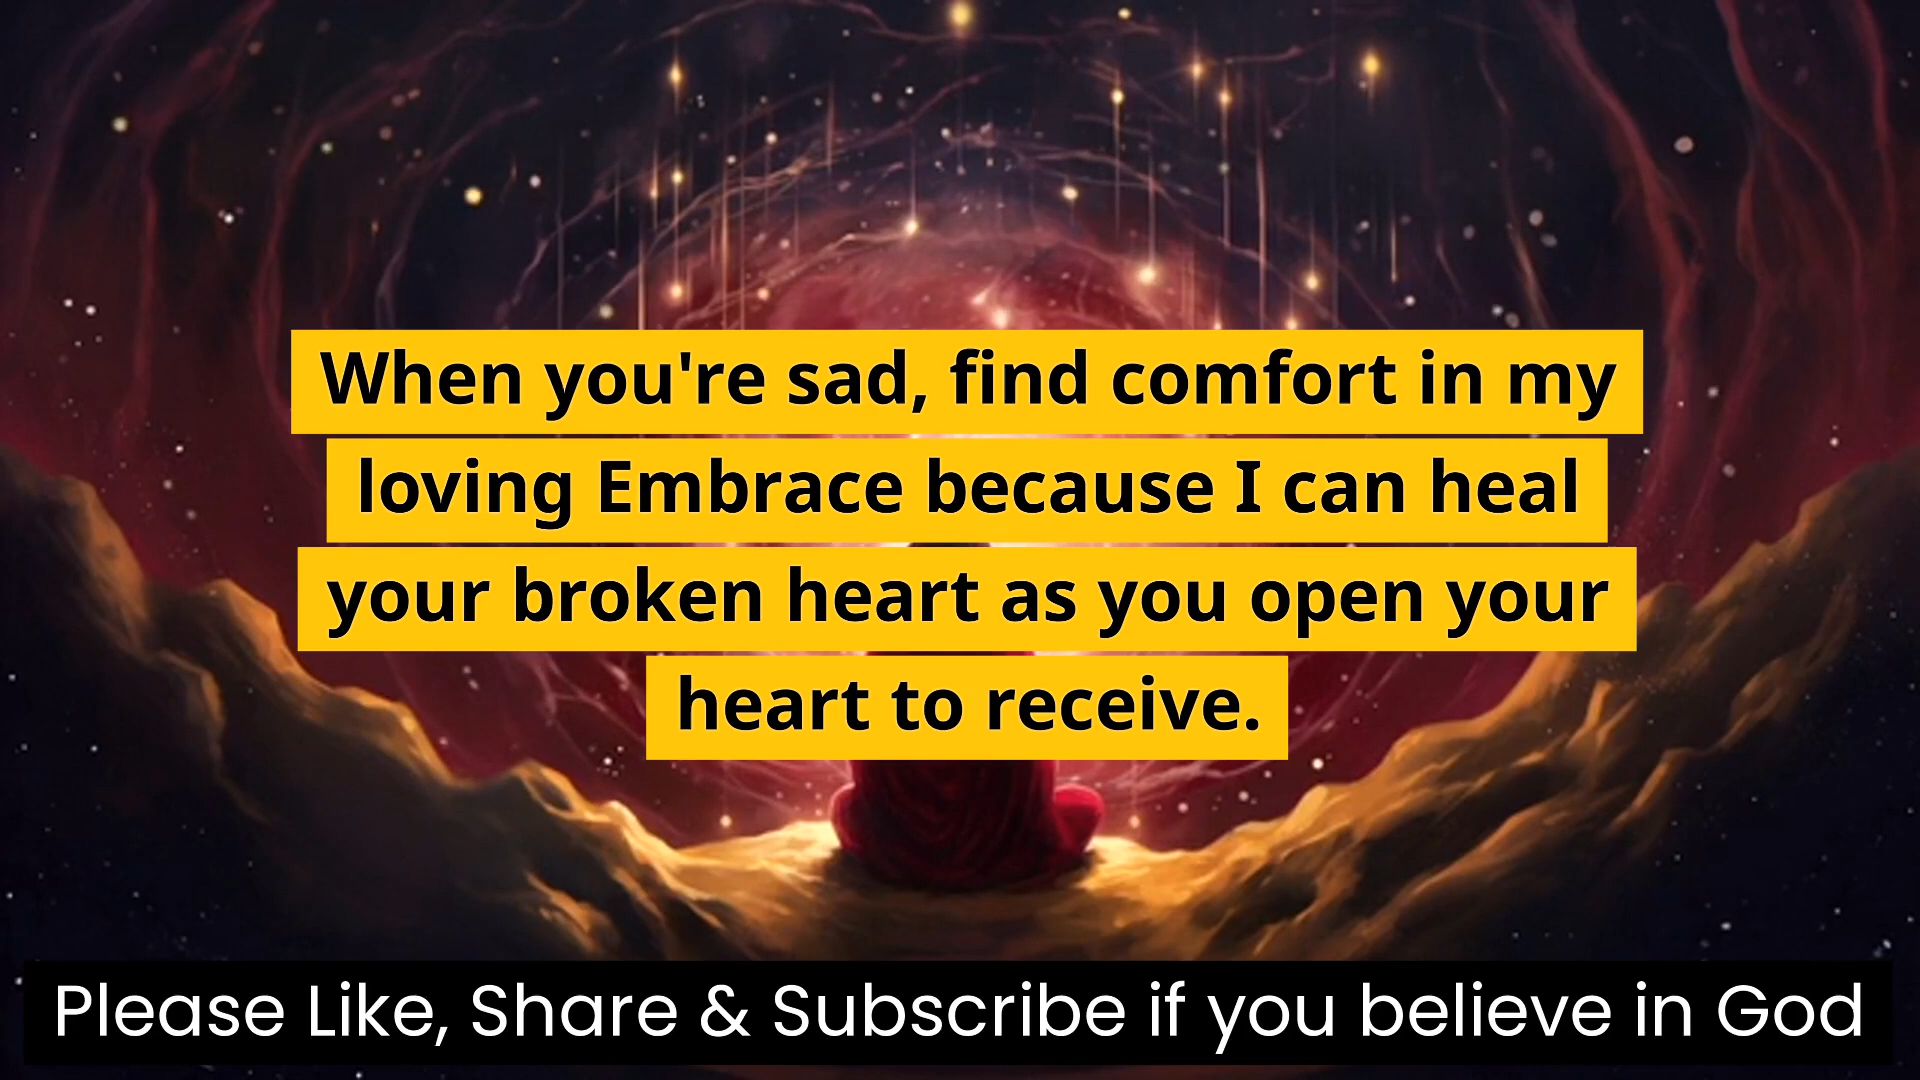 When you're sad, find comfort in my
loving Embrace because I can heal
your broken heart as you open your
heart to receive.
Please Like, Share & Subscribe if you believe in God